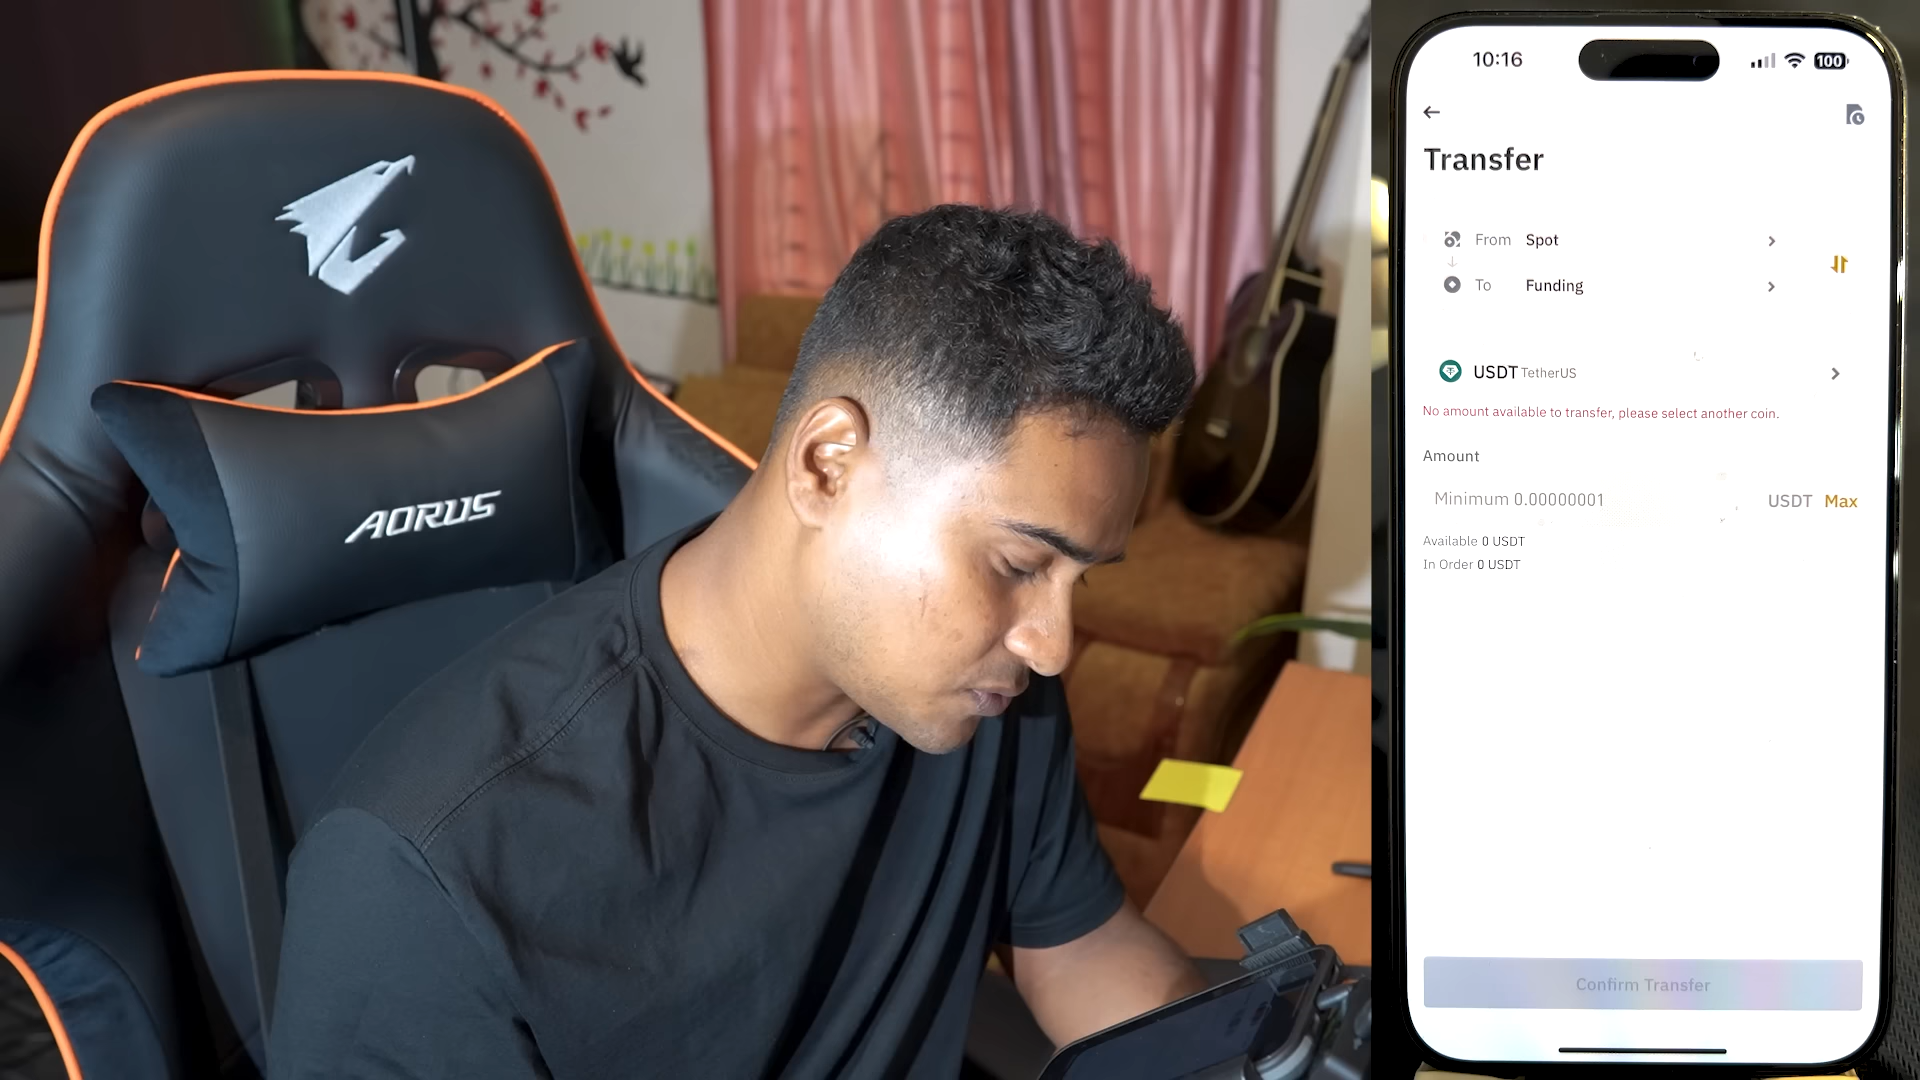 AORUS
10:16
100
Transfer
From Spot
To Funding
USDT TetherUS
No amount available to transfer, please select another coin.
Amount
Minimum 0.00000001 USDT Max
Available 0 USDT
In Order 0 USDT
Confirm Transfer